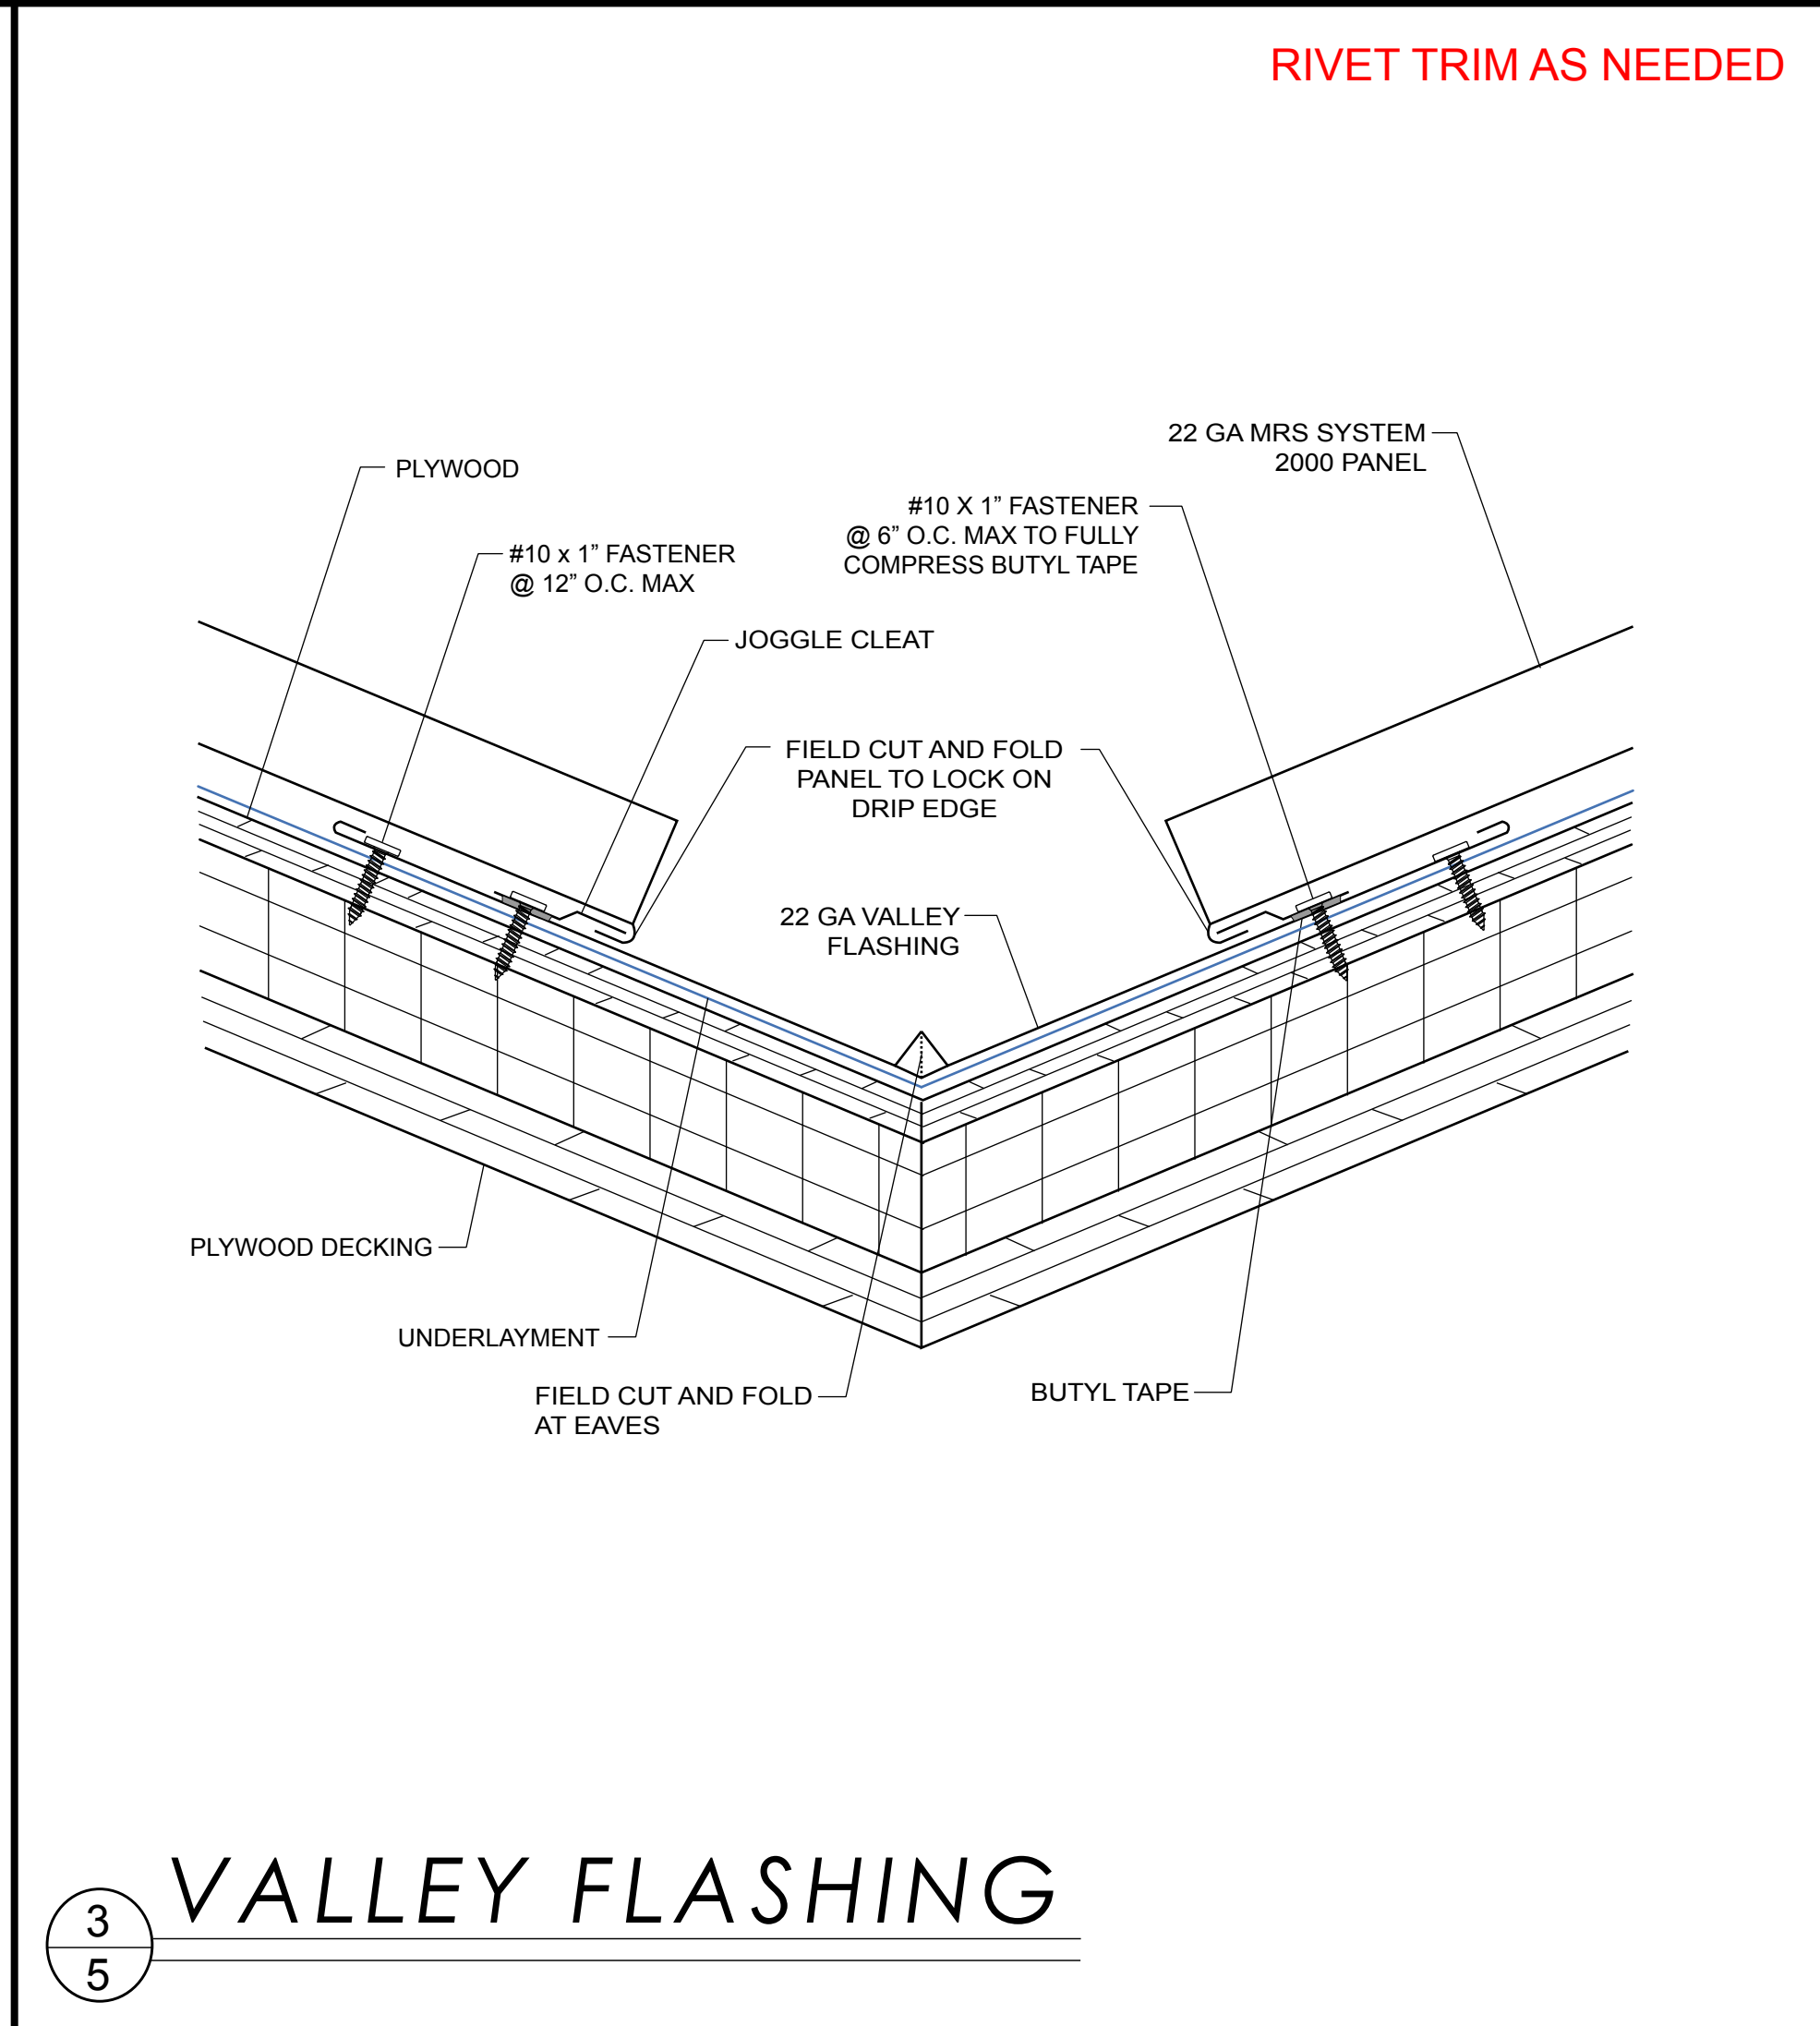 RIVET TRIM AS NEEDED
22 GA MRS SYSTEM
2000 PANEL
PLYWOOD
#10 X 1” FASTENER
@ 6” O.C. MAX TO FULLY
COMPRESS BUTYL TAPE
#10 x 1” FASTENER
@ 12” O.C. MAX
JOGGLE CLEAT
FIELD CUT AND FOLD
PANEL TO LOCK ON
DRIP EDGE
22 GA VALLEY
FLASHING
PLYWOOD DECKING
UNDERLAYMENT
FIELD CUT AND FOLD
AT EAVES
BUTYL TAPE
VALLEY FLASHING
3
5